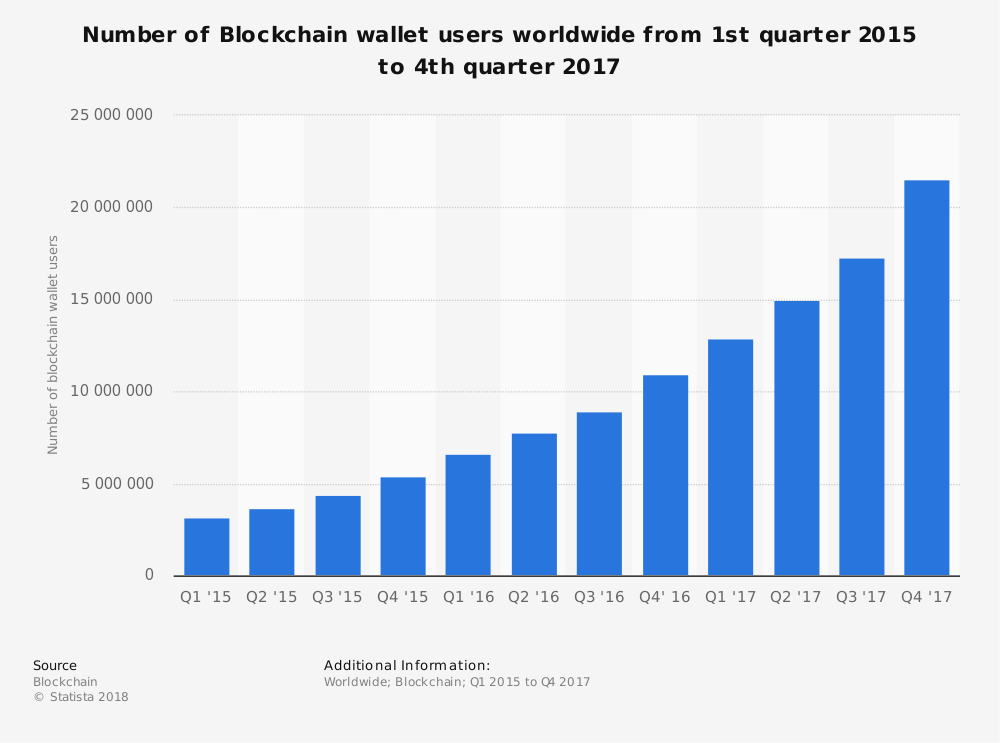 Number of Blockchain wallet users worldwide from 1st quarter 2015
to 4th quarter 2017
Number of blockchain wallet users
25 000 000
20 000 000
15 000 000
10 000 000
5 000 000
0
Q1 '15 Q2 '15 Q3 '15 Q4 '15 Q1 '16 Q2 '16 Q3 '16 Q4' 16 Q1 '17 Q2 '17 Q3 '17 Q4 '17
Source
Blockchain
© Statista 2018
Additional Information:
Worldwide; Blockchain; Q1 2015 to Q4 2017